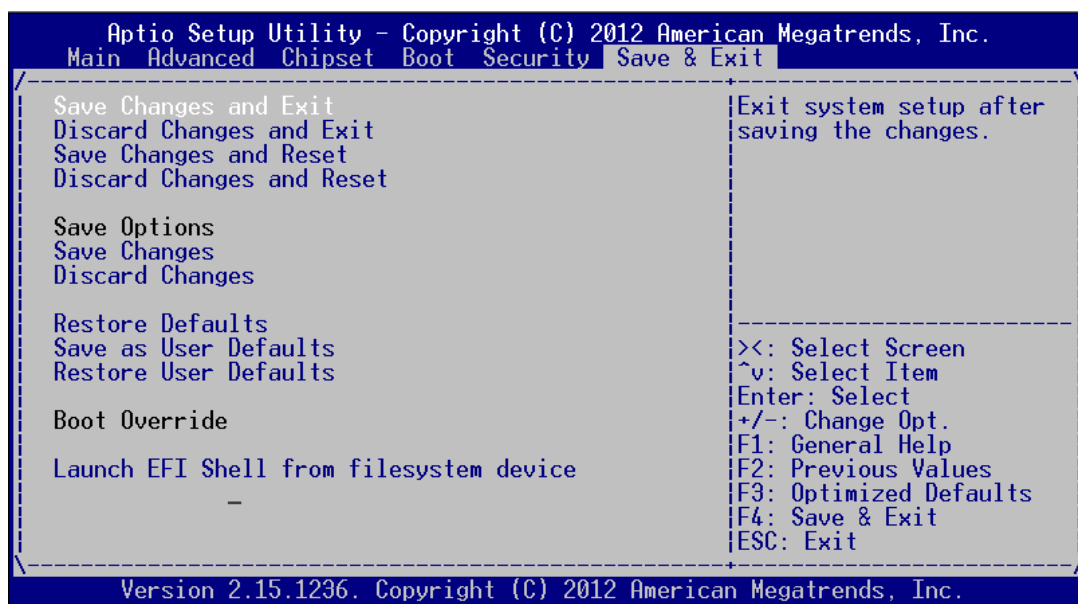 Aptio Setup Utility - Copyright (C) 2012 American Megatrends, Inc.
Main Advanced Chipset Boot Security Save & Exit
Save Changes and Exit
Discard Changes and Exit
Save Changes and Reset
Discard Changes and Reset
Save Options
Save Changes
Discard Changes
Restore Defaults
Save as User Defaults
Restore User Defaults
Boot Override
Launch EFI Shell from filesystem device
Exit system setup after
saving the changes.
><: Select Screen
^v: Select Item
Enter: Select
+/-: Change Opt.
F1: General Help
F2: Previous Values
F3: Optimized Defaults
F4: Save & Exit
ESC: Exit
Version 2.15.1236. Copyright (C) 2012 American Megatrends, Inc.